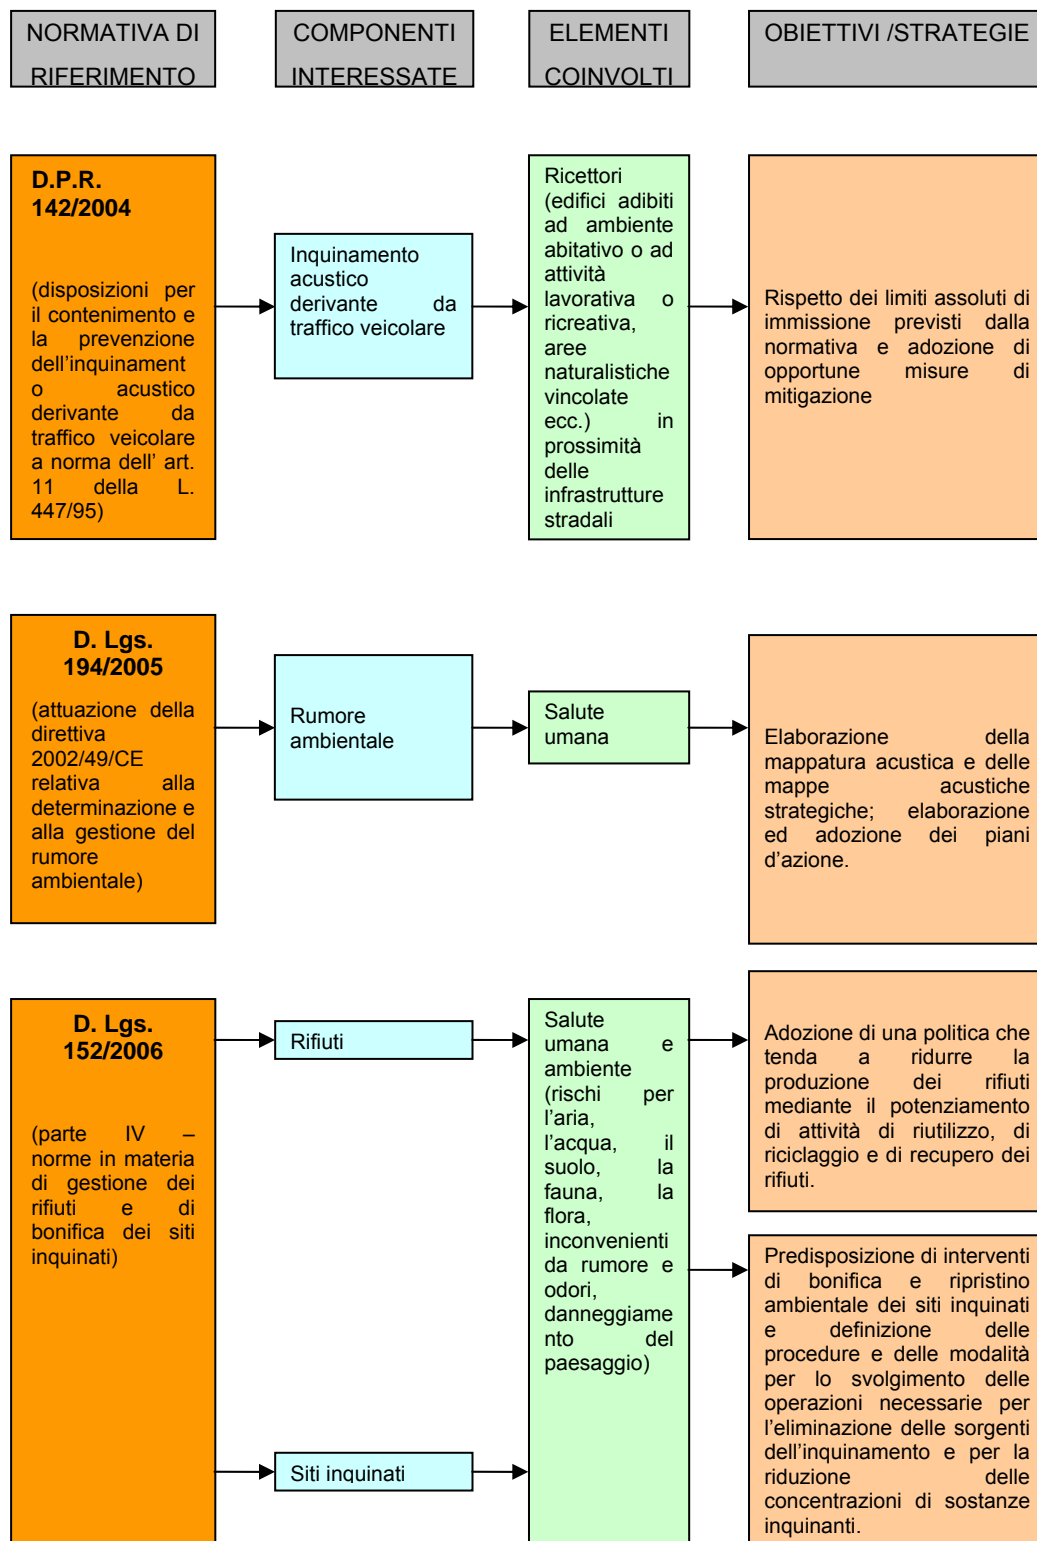 NORMATIVA DI
RIFERIMENTO
COMPONENTI
INTERESSATE
ELEMENTI
COINVOLTI
OBIETTIVI /STRATEGIE
D.P.R.
142/2004
(disposizioni per
il contenimento e
la prevenzione
dell'inquinament
o acustico
derivante da
traffico veicolare
a norma dell' art.
11 della L.
447/95)
Inquinamento
acustico
derivante da
traffico veicolare
Ricettori
(edifici adibiti
ad ambiente
abitativo o ad
attività
lavorativa o
ricreativa,
aree
naturalistiche
vincolate
ecc.) in
prossimità
delle
infrastrutture
stradali
Rispetto dei limiti assoluti di
immissione previsti dalla
normativa e adozione di
opportune misure di
mitigazione
D. Lgs.
194/2005
(attuazione della
direttiva
2002/49/CE
relativa alla
determinazione e
alla gestione del
rumore
ambientale)
Rumore
ambientale
Salute
umana
Elaborazione della
mappatura acustica e delle
mappe acustiche
strategiche; elaborazione
ed adozione dei piani
d'azione.
D. Lgs.
152/2006
(parte IV –
norme in materia
di gestione dei
rifiuti e di
bonifica dei siti
inquinati)
Rifiuti
Siti inquinati
Salute
umana e
ambiente
(rischi per
l'aria,
l'acqua, il
suolo, la
fauna, la
flora,
inconvenienti
da rumore e
odori,
danneggiame
nto del
paesaggio)
Adozione di una politica che
tenda a ridurre la
produzione dei rifiuti
mediante il potenziamento
di attività di riutilizzo, di
riciclaggio e di recupero dei
rifiuti.
Predisposizione di interventi
di bonifica e ripristino
ambientale dei siti inquinati
e definizione delle
procedure e delle modalità
per lo svolgimento delle
operazioni necessarie per
l'eliminazione delle sorgenti
dell'inquinamento e per la
riduzione delle
concentrazioni di sostanze
inquinanti.